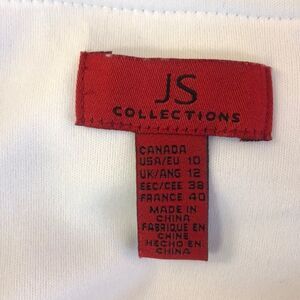 JS
COLLECTIONS
CANADA
USA/EU 10
UK/ANG 12
EEC/CEE 38
FRANCE 40
MADE IN
CHINA
FABRIQUE EN
CHINE
HECHO EN
CHINA